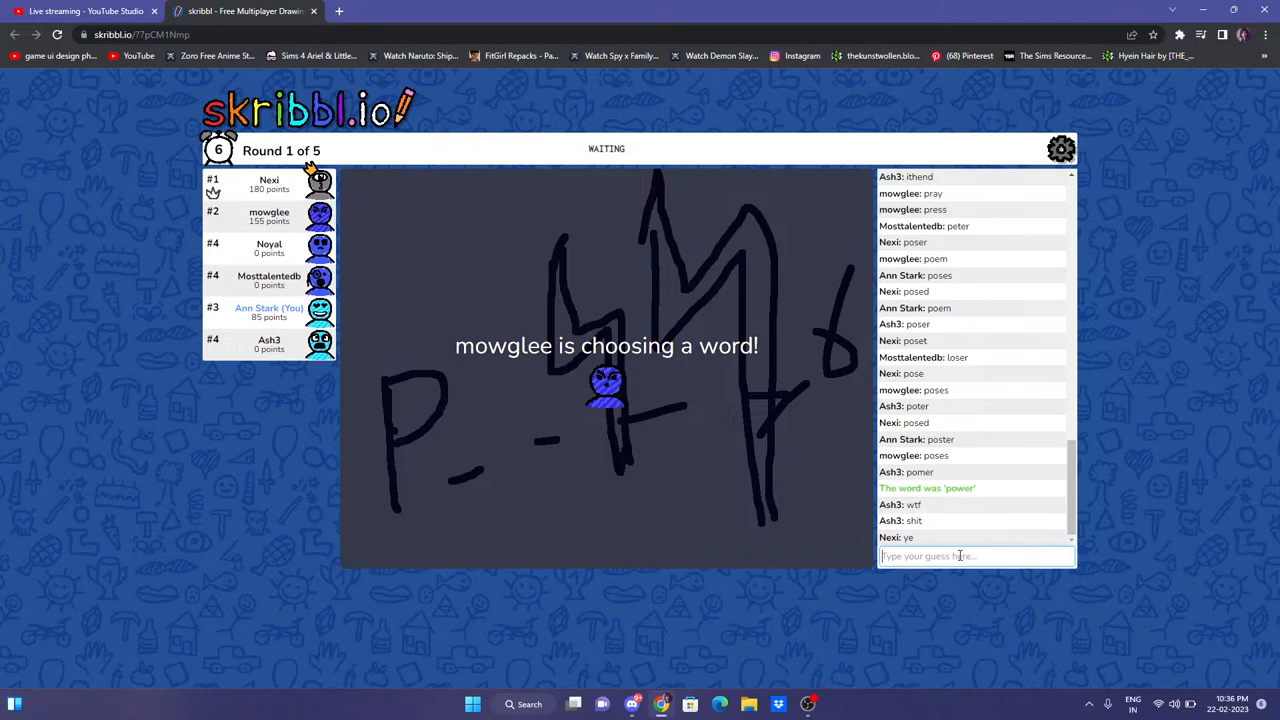 Live streaming - YouTube Studio
skribbl - Free Multiplayer Drawin
skribbl.io/?7pCM1Nmp
game ui design ph...
YouTube
Zoro Free Anime St...
Sims 4 Ariel & Little...
Watch Naruto: Ship...
FitGirl Repacks - Pa...
Watch Spy x Family...
Watch Demon Slay...
Instagram
thekunstwollen.blo...
(68) Pinterest
The Sims Resource...
Hyein Hair by [THE_...
skribbl.io
6
Round 1 of 5
WAITING
#1 Nexi
180 points
#2 mowglee
155 points
#4 Noyal
0 points
#4 Mosttalentedb
0 points
#3 Ann Stark (You)
85 points
#4 Ash3
0 points
mowglee is choosing a word!
Ash3: ithend
mowglee: pray
mowglee: press
Mosttalentedb: peter
Nexi: poser
mowglee: poem
Ann Stark: poses
Nexi: posed
Ann Stark: poem
Ash3: poser
Nexi: poset
Mosttalentedb: loser
Nexi: pose
mowglee: poses
Ash3: poter
Nexi: posed
Ann Stark: poster
mowglee: poses
Ash3: pomer
The word was 'power'
Ash3: wtf
Ash3: shit
Nexi: ye
Type your guess here...
Search
ENG
IN
10:36 PM
22-02-2023